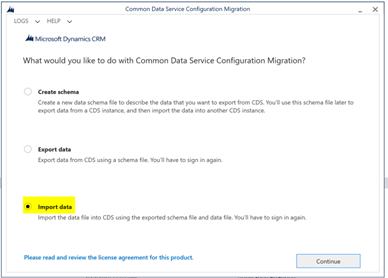 Common Data Service Configuration Migration
LOGS HELP
Microsoft Dynamics CRM
What would you like to do with Common Data Service Configuration Migration?
Create schema
Create a new data schema file to describe the data that you want to export from CDS. You'll use this schema file later to
export data from a CDS instance, and then import the data into another CDS instance.
Export data
Export data from CDS using a schema file. You'll have to sign in again.
Import data
Import the data file into CDS using the exported schema file and data file. You'll have to sign in again.
Please read and review the license agreement for this product.
Continue